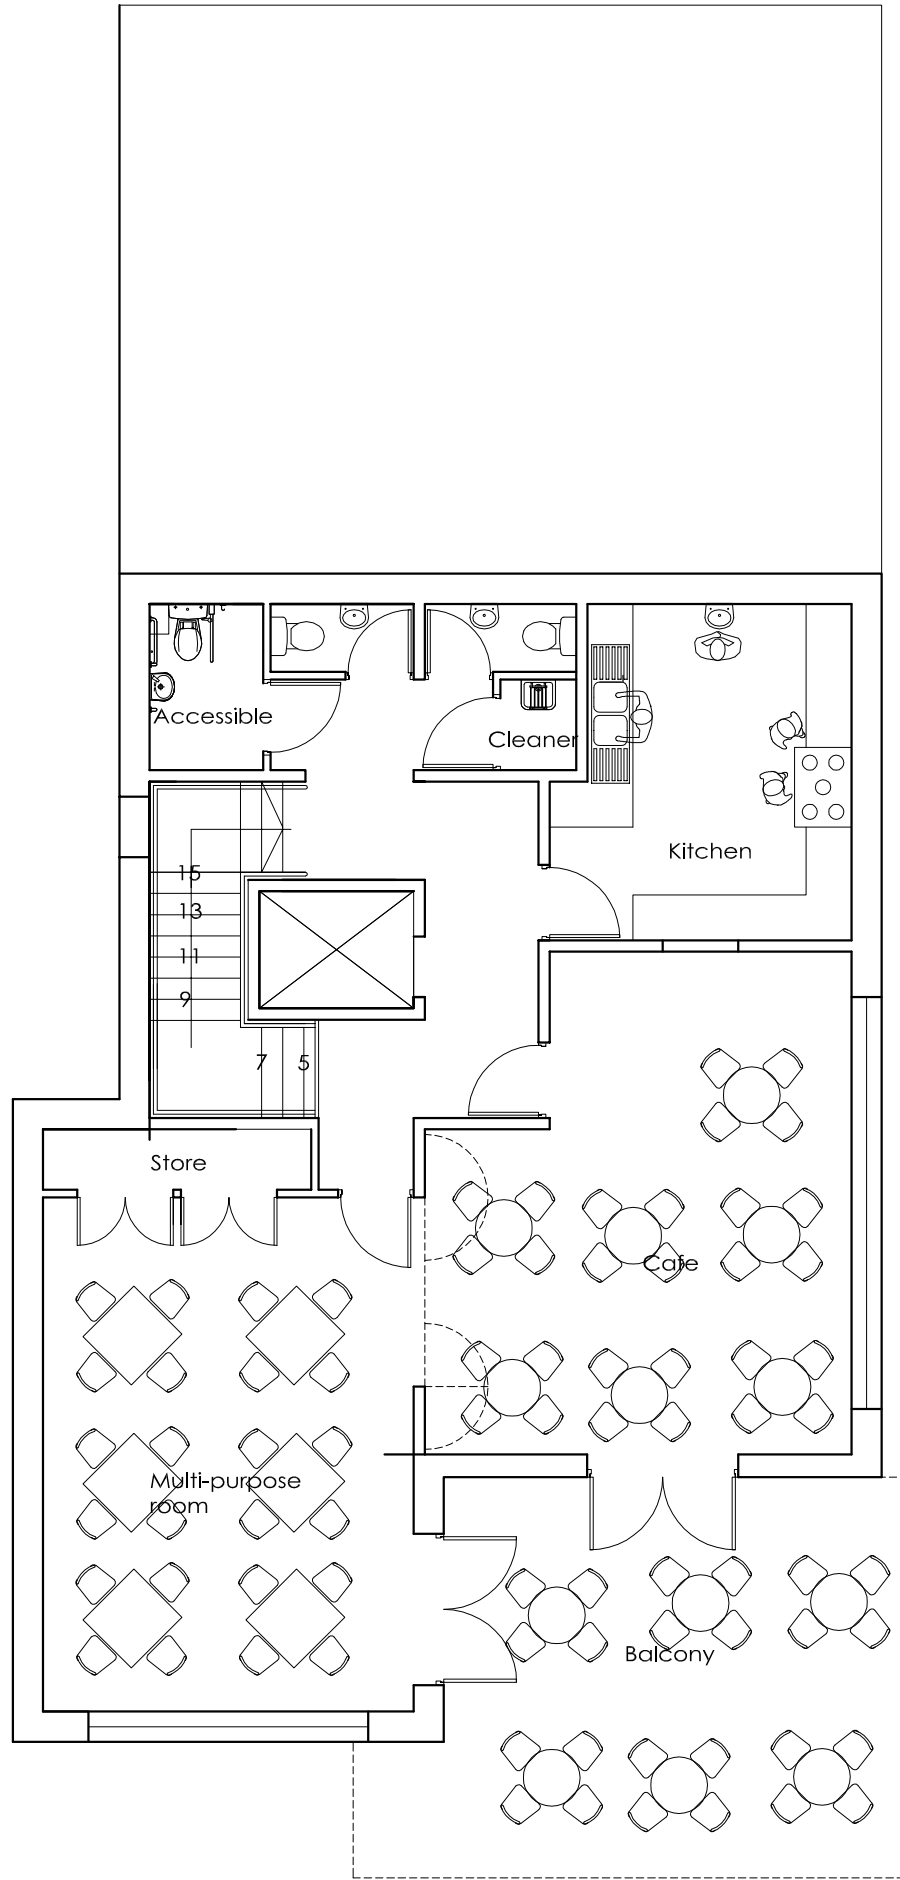 Accessible
Cleaner
Kitchen
15
13
11
9
7 5
Store
Cafe
Multi-purpose
room
Balcony